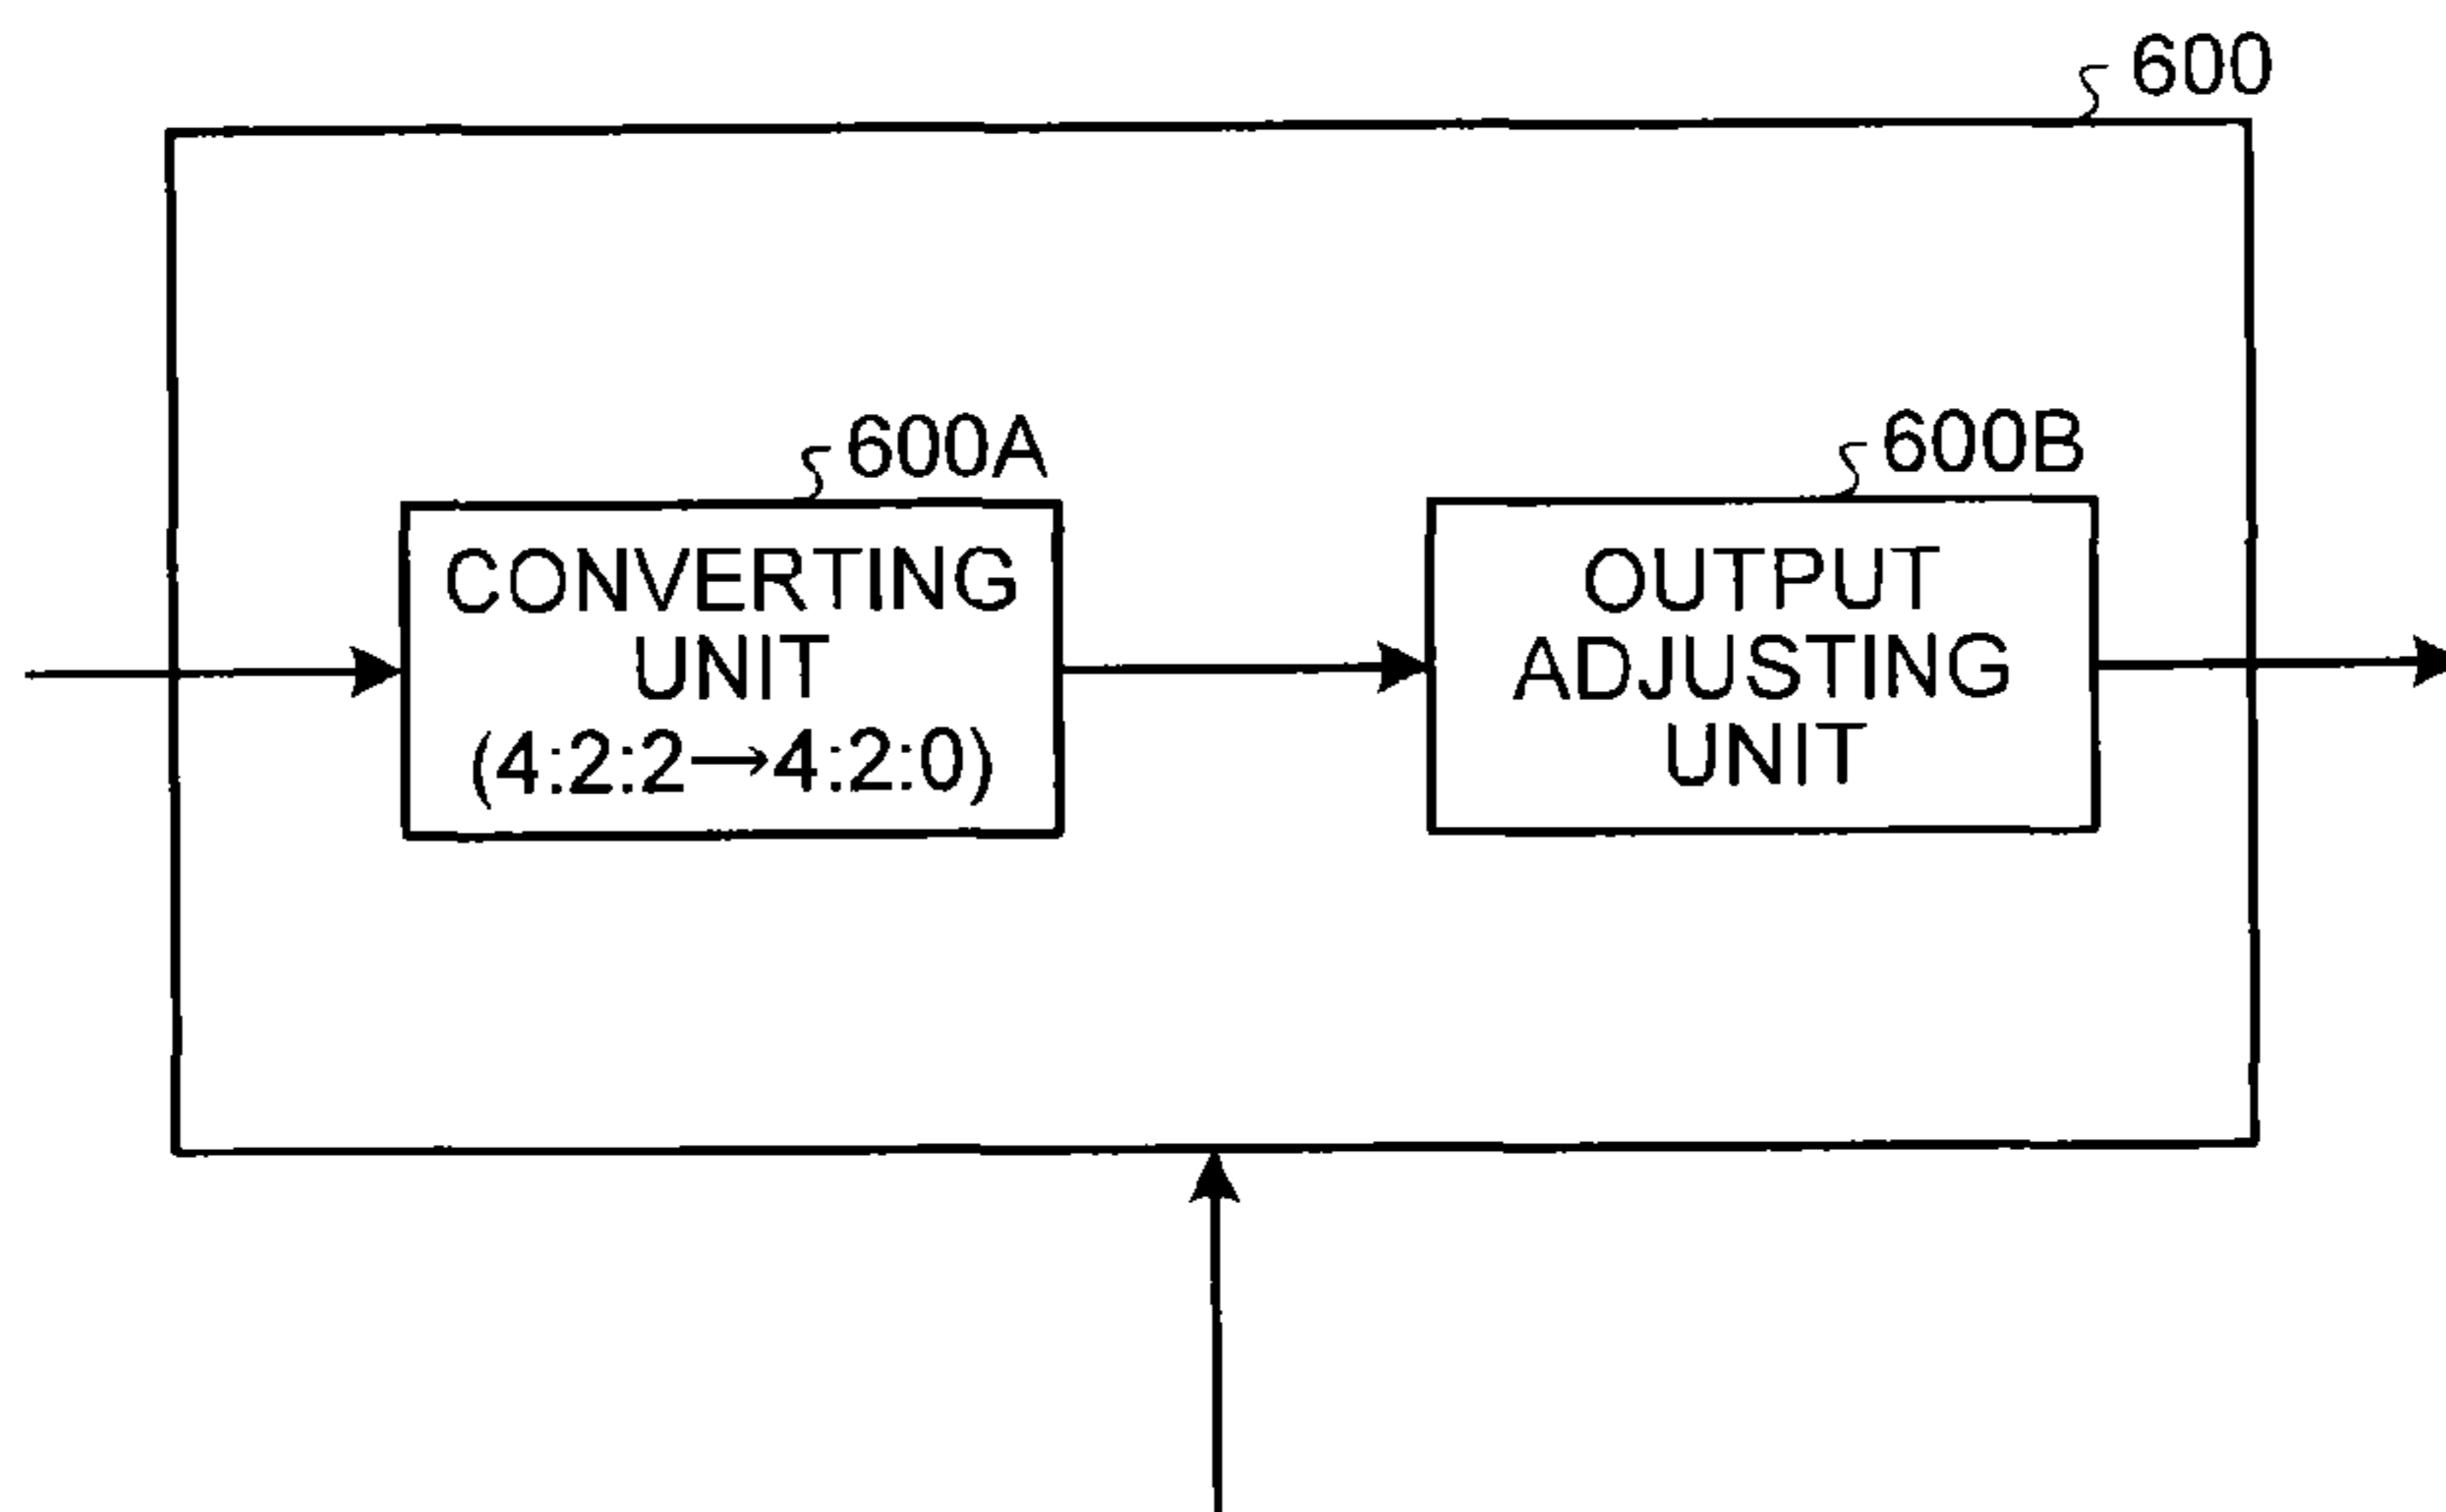 600
600A
CONVERTING
UNIT
(4:2:2→4:2:0)
600B
OUTPUT
ADJUSTING
UNIT